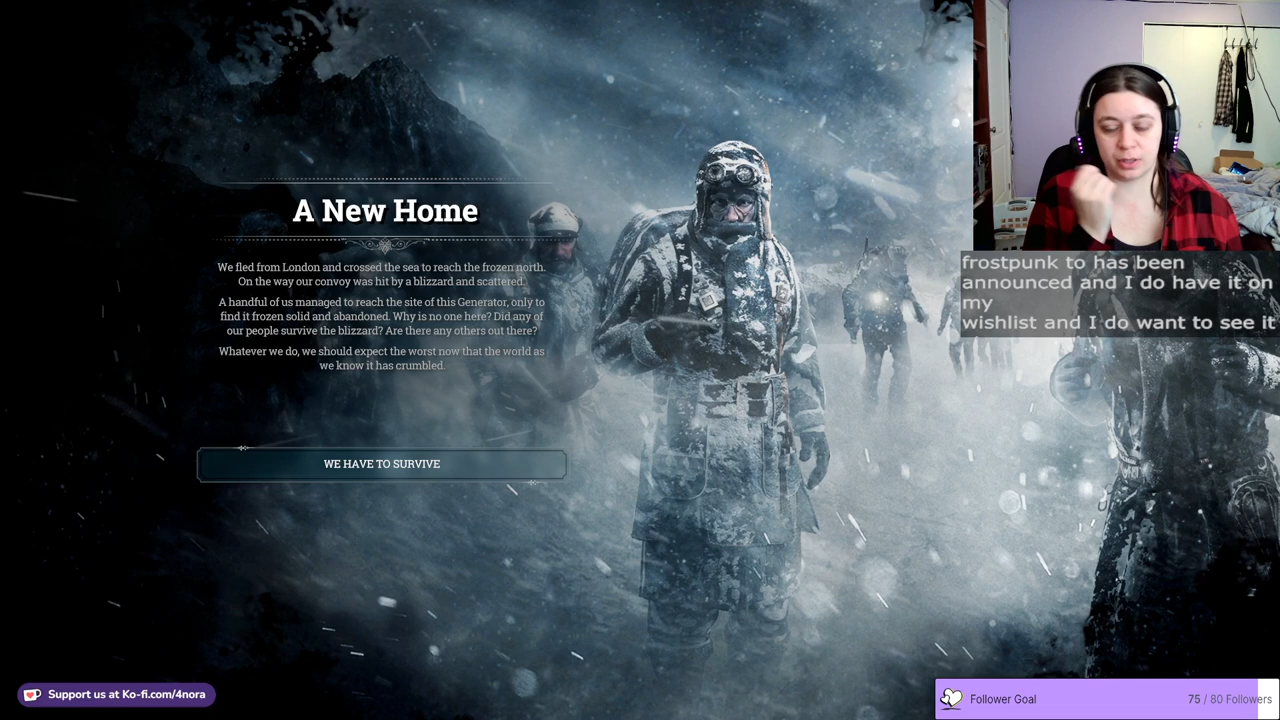 A New Home
We fled from London and crossed the sea to reach the frozen north.
On the way our convoy was hit by a blizzard and scattered.
A handful of us managed to reach the site of this Generator, only to
find it frozen solid and abandoned. Why is no one here? Did any of
our people survive the blizzard? Are there any others out there?
Whatever we do, we should expect the worst now that the world as
we know it has crumbled.
WE HAVE TO SURVIVE
frostpunk to has been
announced and I do have it on
my
wishlist and I do want to see it
Support us at Ko-fi.com/4nora
Follower Goal
75 / 80 Followers